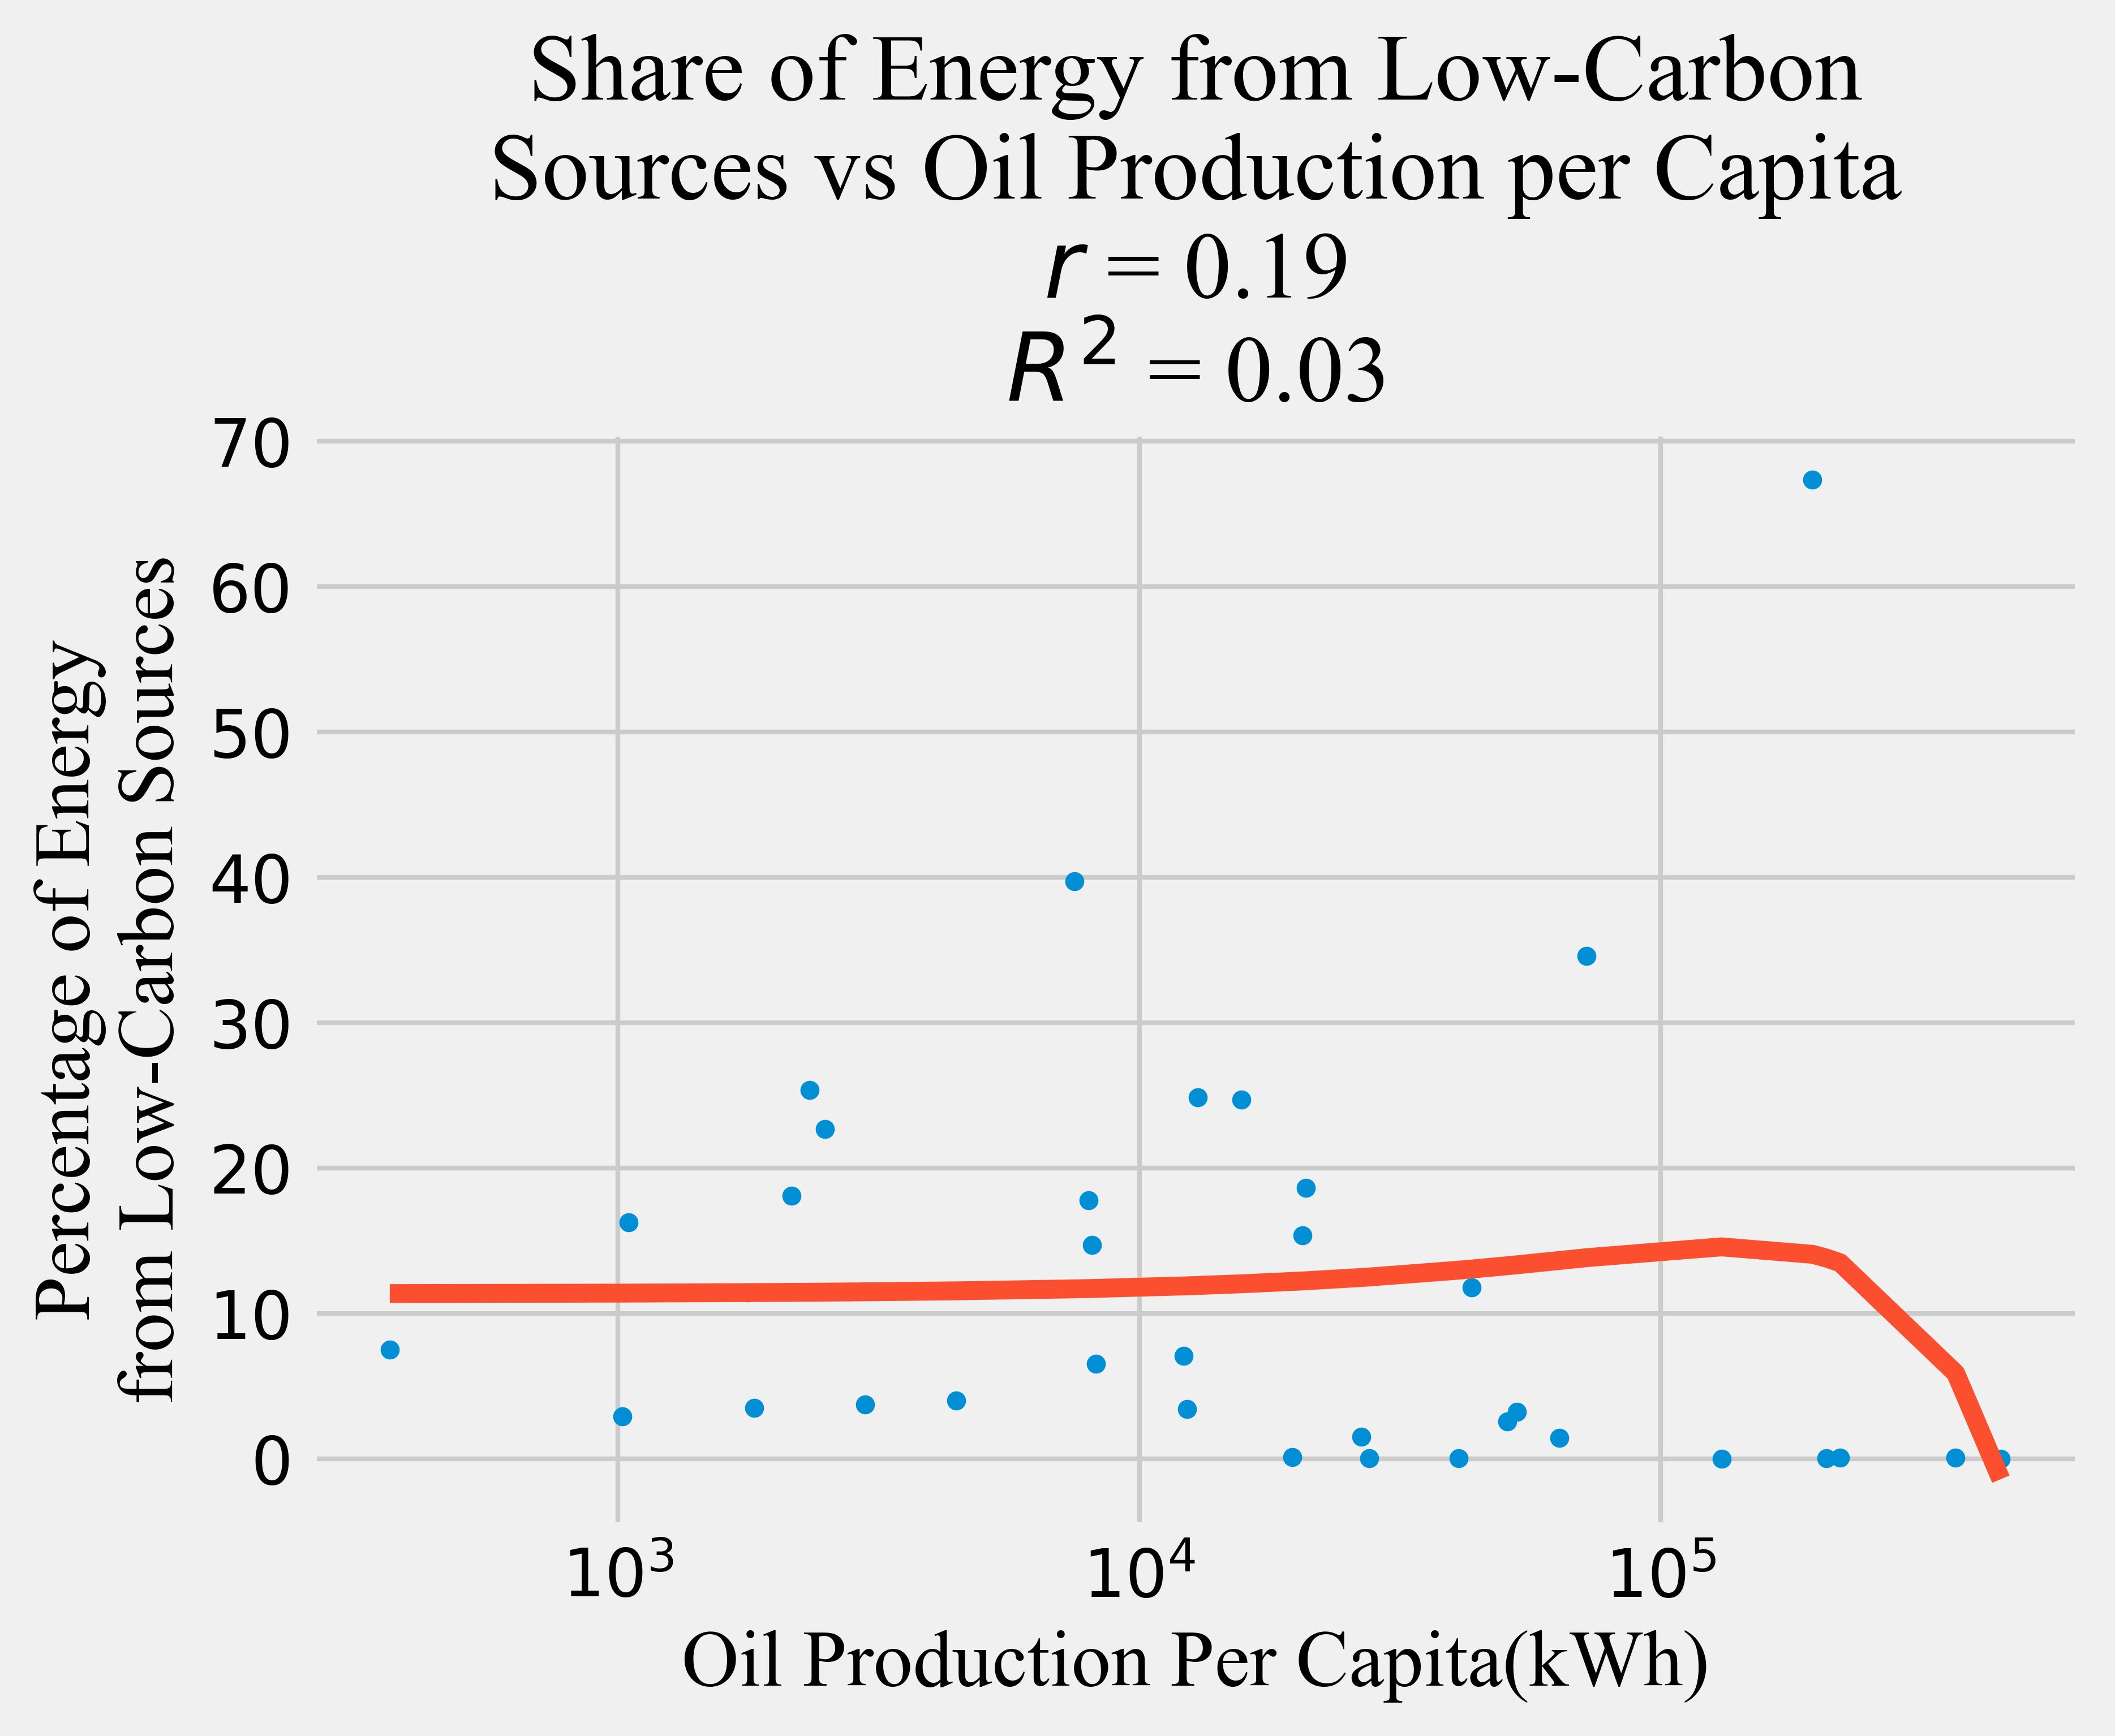 Share of Energy from Low-Carbon
Sources vs Oil Production per Capita
r = 0.19
R² = 0.03
70
60
50
40
30
20
10
0
Percentage of Energy
from Low-Carbon Sources
10³
10⁴
10⁵
Oil Production Per Capita(kWh)